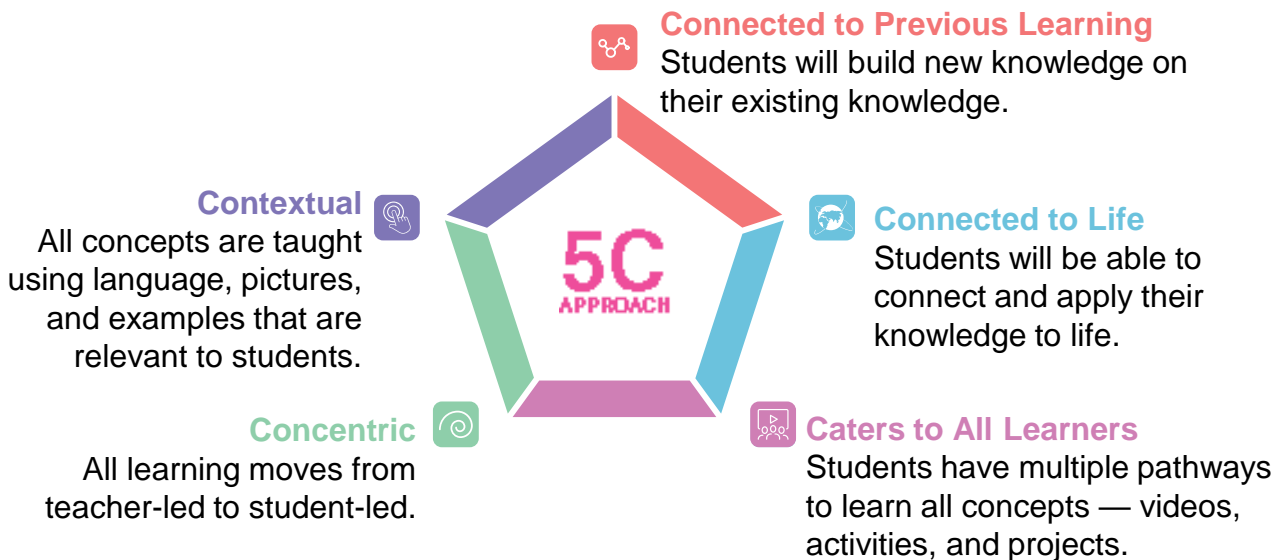 Connected to Previous Learning
Students will build new knowledge on
their existing knowledge.
Contextual
All concepts are taught
using language, pictures,
and examples that are
relevant to students.
5C
APPROACH
Connected to Life
Students will be able to
connect and apply their
knowledge to life.
Concentric
All learning moves from
teacher-led to student-led.
Caters to All Learners
Students have multiple pathways
to learn all concepts — videos,
activities, and projects.